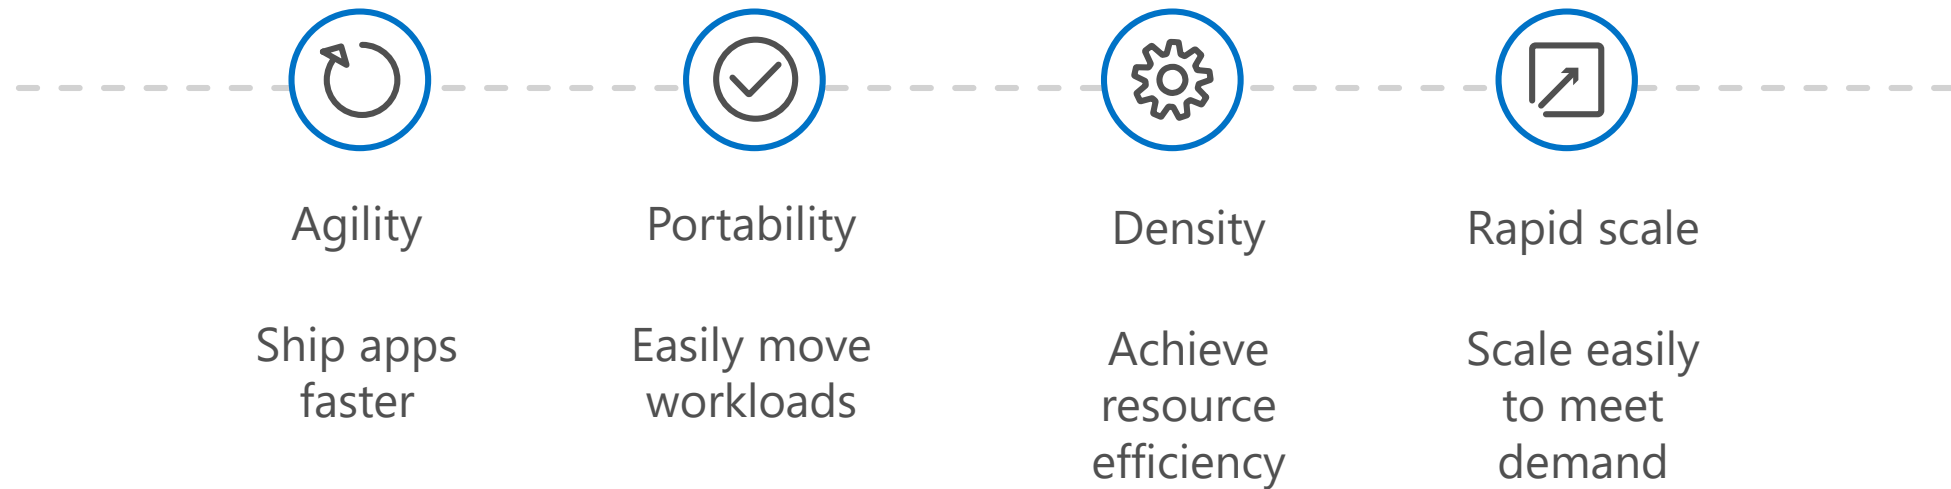 Agility
Ship apps
faster
Portability
Easily move
workloads
Density
Achieve
resource
efficiency
Rapid scale
Scale easily
to meet
demand